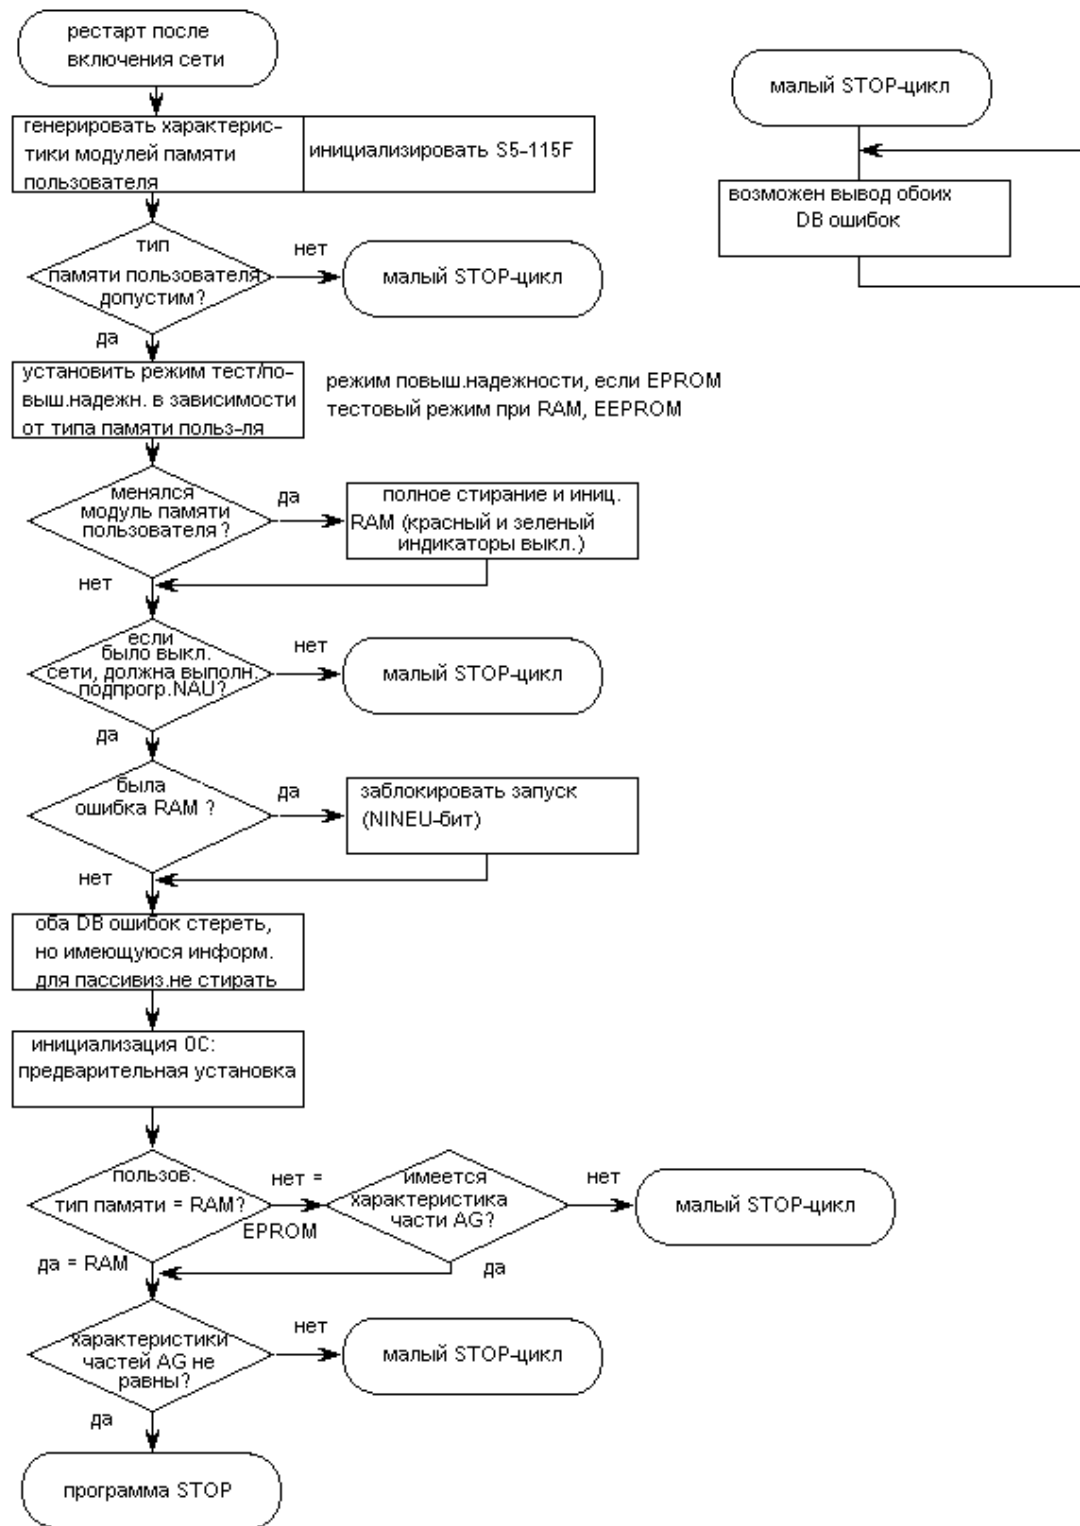 рестарт после
включения сети
малый STOP-цикл
генерировать характерис-
тики модулей памяти
пользователя
инициализировать S5-115F
возможен вывод обоих
DB ошибок
тип
памяти пользователя
допустим?
нет
малый STOP-цикл
да
установить режим тест/по-
выш.надежн. в зависимости
от типа памяти польз-ля
режим повыш.надежности, если EPROM
тестовый режим при RAM, EEPROM
менялся
модуль памяти
пользователя?
да
полное стирание и иниц.
RAM (красный и зеленый
индикаторы выкл.)
нет
если
было выкл.
сети, должна выполн.
подпрогр.NAU?
нет
малый STOP-цикл
да
была
ошибка RAM ?
да
заблокировать запуск
(NINEU-бит)
нет
оба DB ошибок стереть,
но имеющуюся информ.
для пассивиз.не стирать
инициализация ОС:
предварительная установка
пользов.
тип памяти = RAM?
нет =
EPROM
имеется
характеристика
части AG?
нет
малый STOP-цикл
да = RAM
да
характеристики
частей AG не
равны?
нет
малый STOP-цикл
да
программа STOP